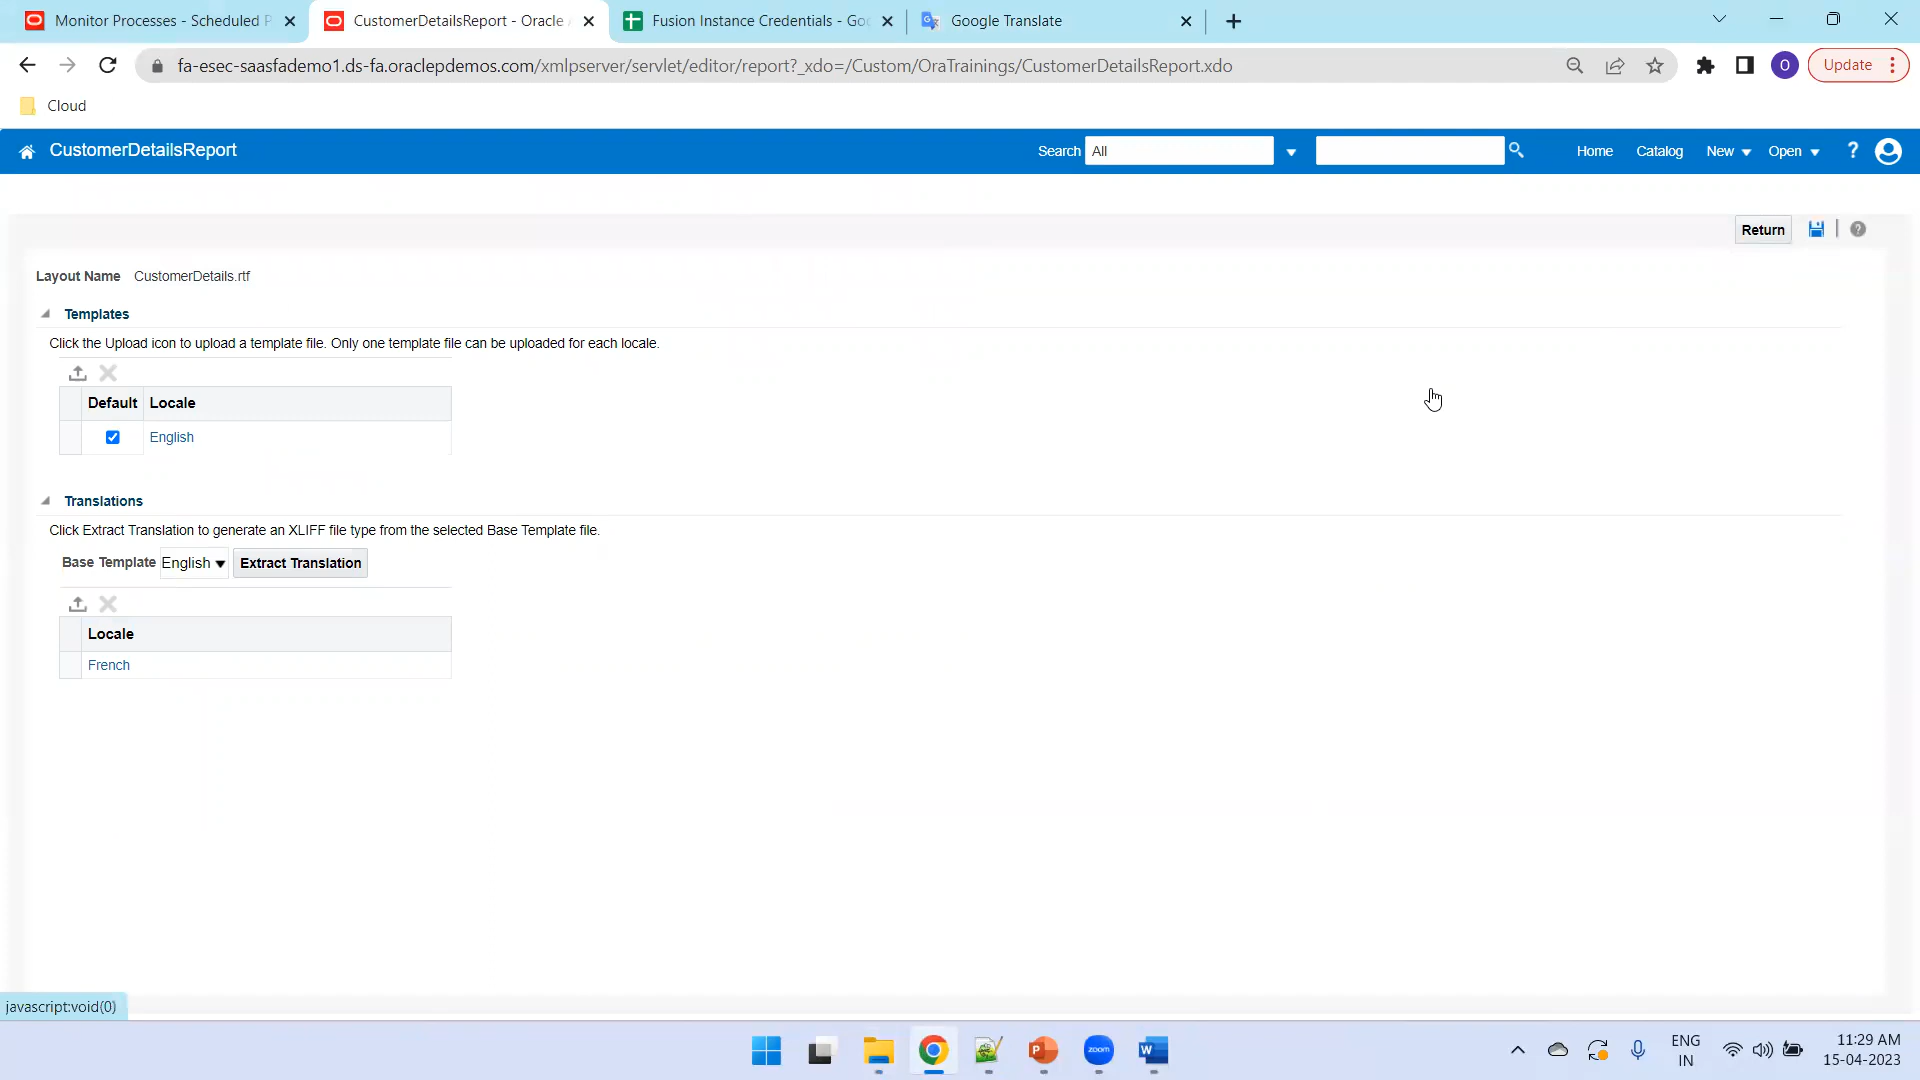 Monitor Processes - Scheduled P
CustomerDetailsReport - Oracle
Fusion Instance Credentials - Goo
Google Translate
fa-esec-saasfademo1.ds-fa.oraclepdemos.com/xmlpserver/servlet/editor/report?_xdo=/Custom/OraTrainings/CustomerDetailsReport.xdo
O
Update
Cloud
CustomerDetailsReport
Search All
Home Catalog New Open ?
Return ?
Layout Name CustomerDetails.rtf
Templates
Click the Upload icon to upload a template file. Only one template file can be uploaded for each locale.
Default Locale
English
Translations
Click Extract Translation to generate an XLIFF file type from the selected Base Template file.
Base Template English Extract Translation
Locale
French
javascript:void(0)
zoom
ENG
IN
11:29 AM
15-04-2023